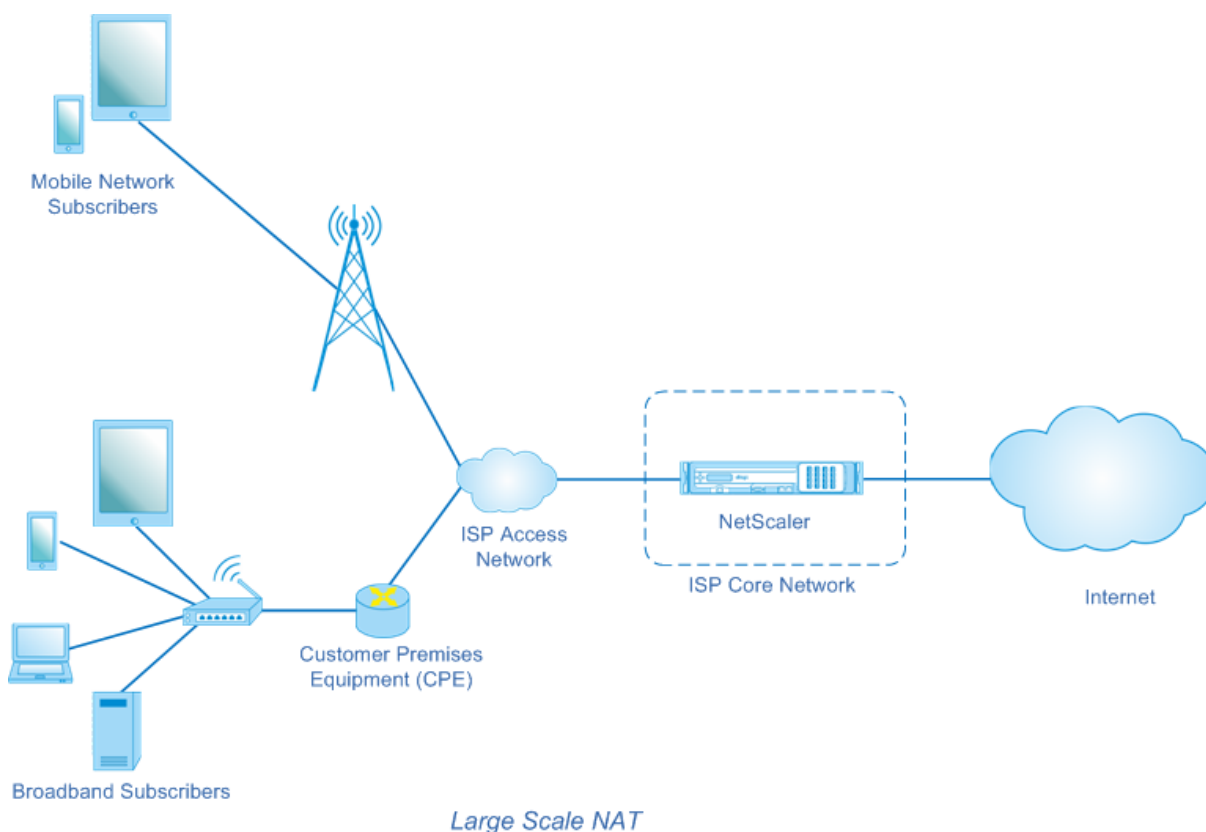 Mobile Network
Subscribers
ISP Access
Network
NetScaler
ISP Core Network
Internet
Customer Premises
Equipment (CPE)
Broadband Subscribers
Large Scale NAT